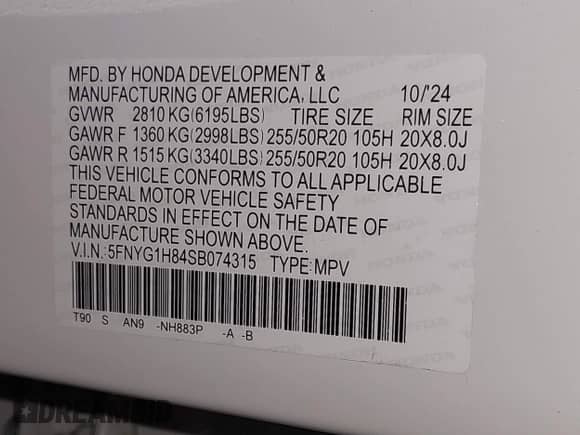 MFD. BY HONDA DEVELOPMENT &
MANUFACTURING OF AMERICA, LLC 10/'24
GVWR 2810 KG(6195LBS) TIRE SIZE RIM SIZE
GAWR F 1360 KG(2998LBS) 255/50R20 105H 20X8.0J
GAWR R 1515 KG(3340LBS) 255/50R20 105H 20X8.0J
THIS VEHICLE CONFORMS TO ALL APPLICABLE
FEDERAL MOTOR VEHICLE SAFETY
STANDARDS IN EFFECT ON THE DATE OF
MANUFACTURE SHOWN ABOVE.
V.I.N.:5FNYG1H84SB074315 TYPE:MPV
T90 S AN9 -NH883P -A -B
DREAMBID